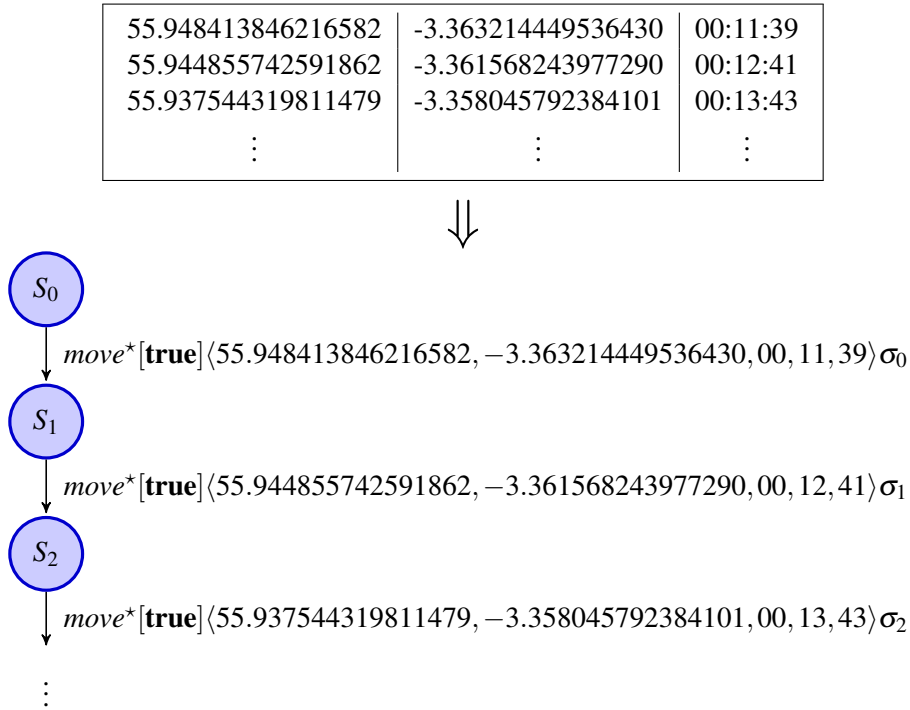 55.948413846216582 -3.363214449536430 00:11:39
55.944855742591862 -3.361568243977290 00:12:41
55.937544319811479 -3.358045792384101 00:13:43
⋮ ⋮ ⋮
⇓
S₀
move⋆[true]⟨55.948413846216582, −3.363214449536430, 00, 11, 39⟩σ₀
S₁
move⋆[true]⟨55.944855742591862, −3.361568243977290, 00, 12, 41⟩σ₁
S₂
move⋆[true]⟨55.937544319811479, −3.358045792384101, 00, 13, 43⟩σ₂
⋮